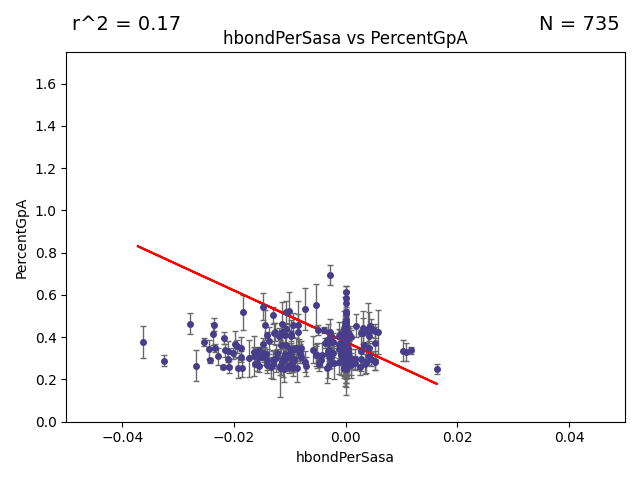 r^2 = 0.17
N = 735
hbondPerSasa vs PercentGpA
1.6
1.4
1.2
1.0
0.8
0.6
0.4
0.2
0.0
PercentGpA
−0.04
−0.02
0.00
0.02
0.04
hbondPerSasa